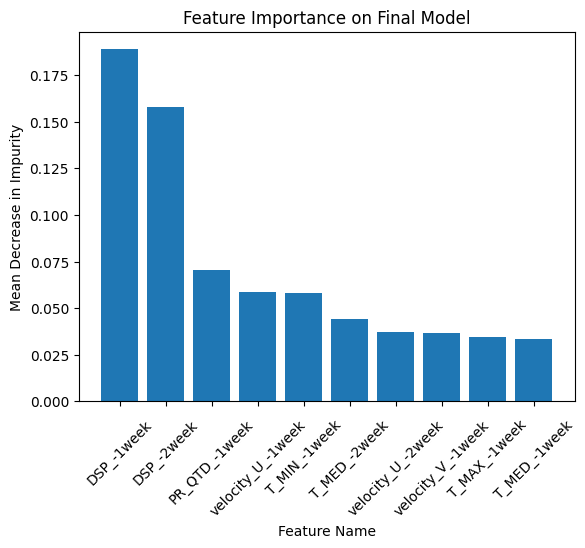 Feature Importance on Final Model
Mean Decrease in Impurity
0.175
0.150
0.125
0.100
0.075
0.050
0.025
0.000
DSP_-1week
DSP_-2week
PR_QTD_-1week
velocity_U_-1week
T_MIN_-1week
T_MED_-2week
velocity_U_-2week
velocity_V_-1week
T_MAX_-1week
T_MED_-1week
Feature Name